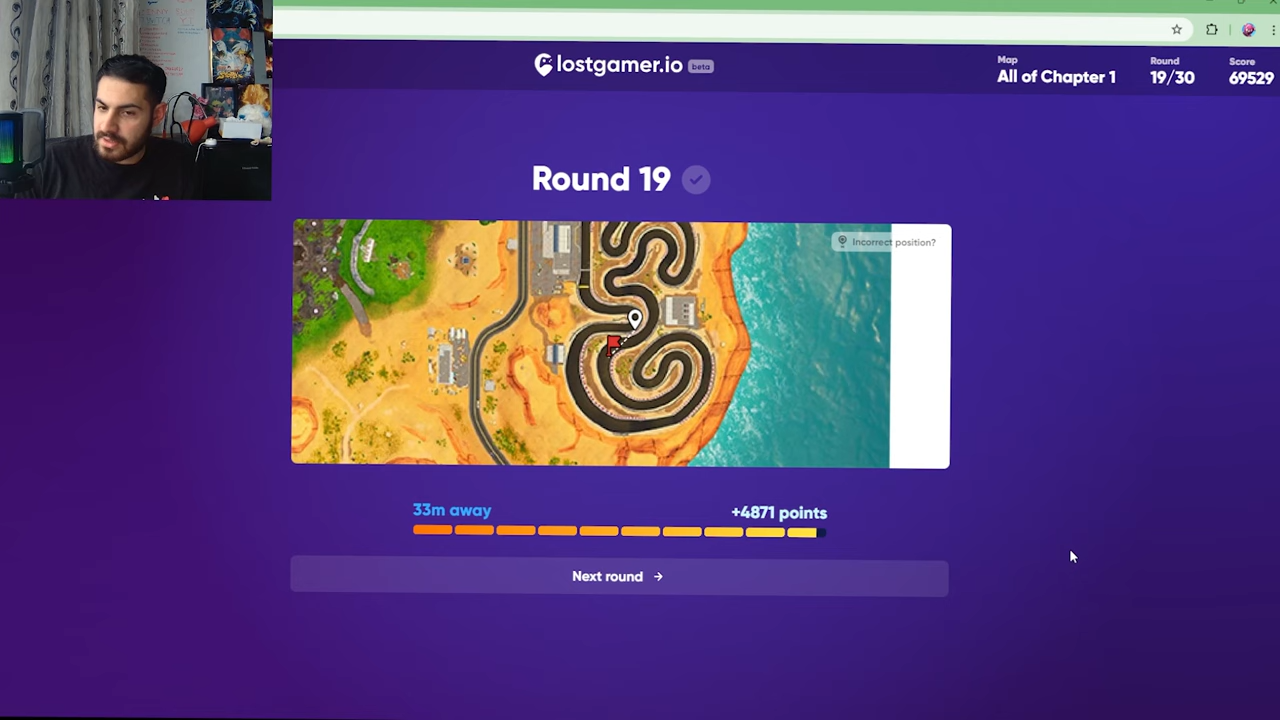 lostgamer.io beta
Map
All of Chapter 1
Round
19/30
Score
69529
Round 19
Incorrect position?
33m away
+4871 points
Next round →